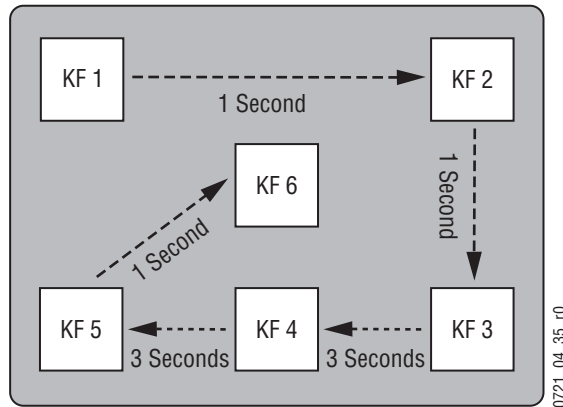 KF 1
1 Second
KF 2
1 Second
KF 6
1 Second
KF 5
3 Seconds
KF 4
3 Seconds
KF 3
0721_04_35_r0